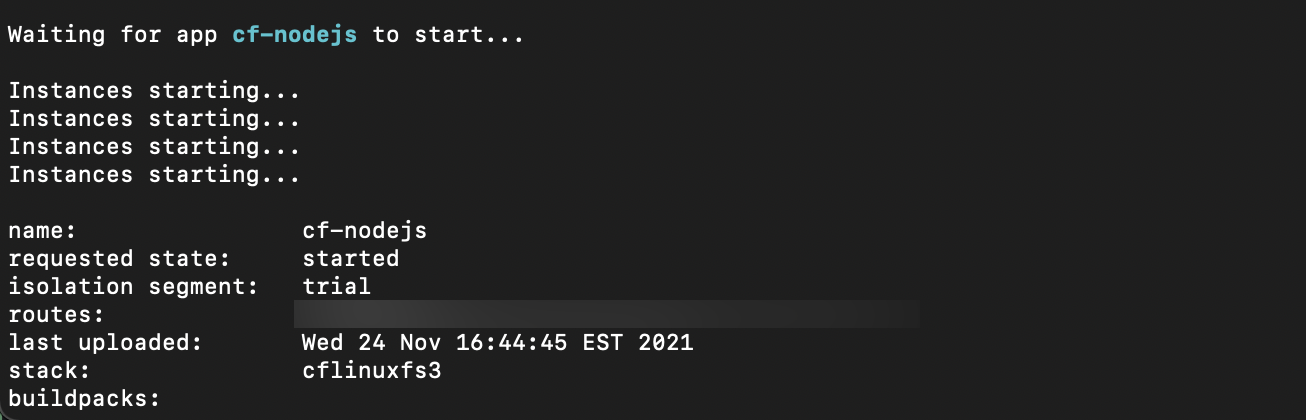 Waiting for app cf-nodejs to start...
Instances starting...
Instances starting...
Instances starting...
Instances starting...
name: cf-nodejs
requested state: started
isolation segment: trial
routes:
last uploaded: Wed 24 Nov 16:44:45 EST 2021
stack: cflinuxfs3
buildpacks: